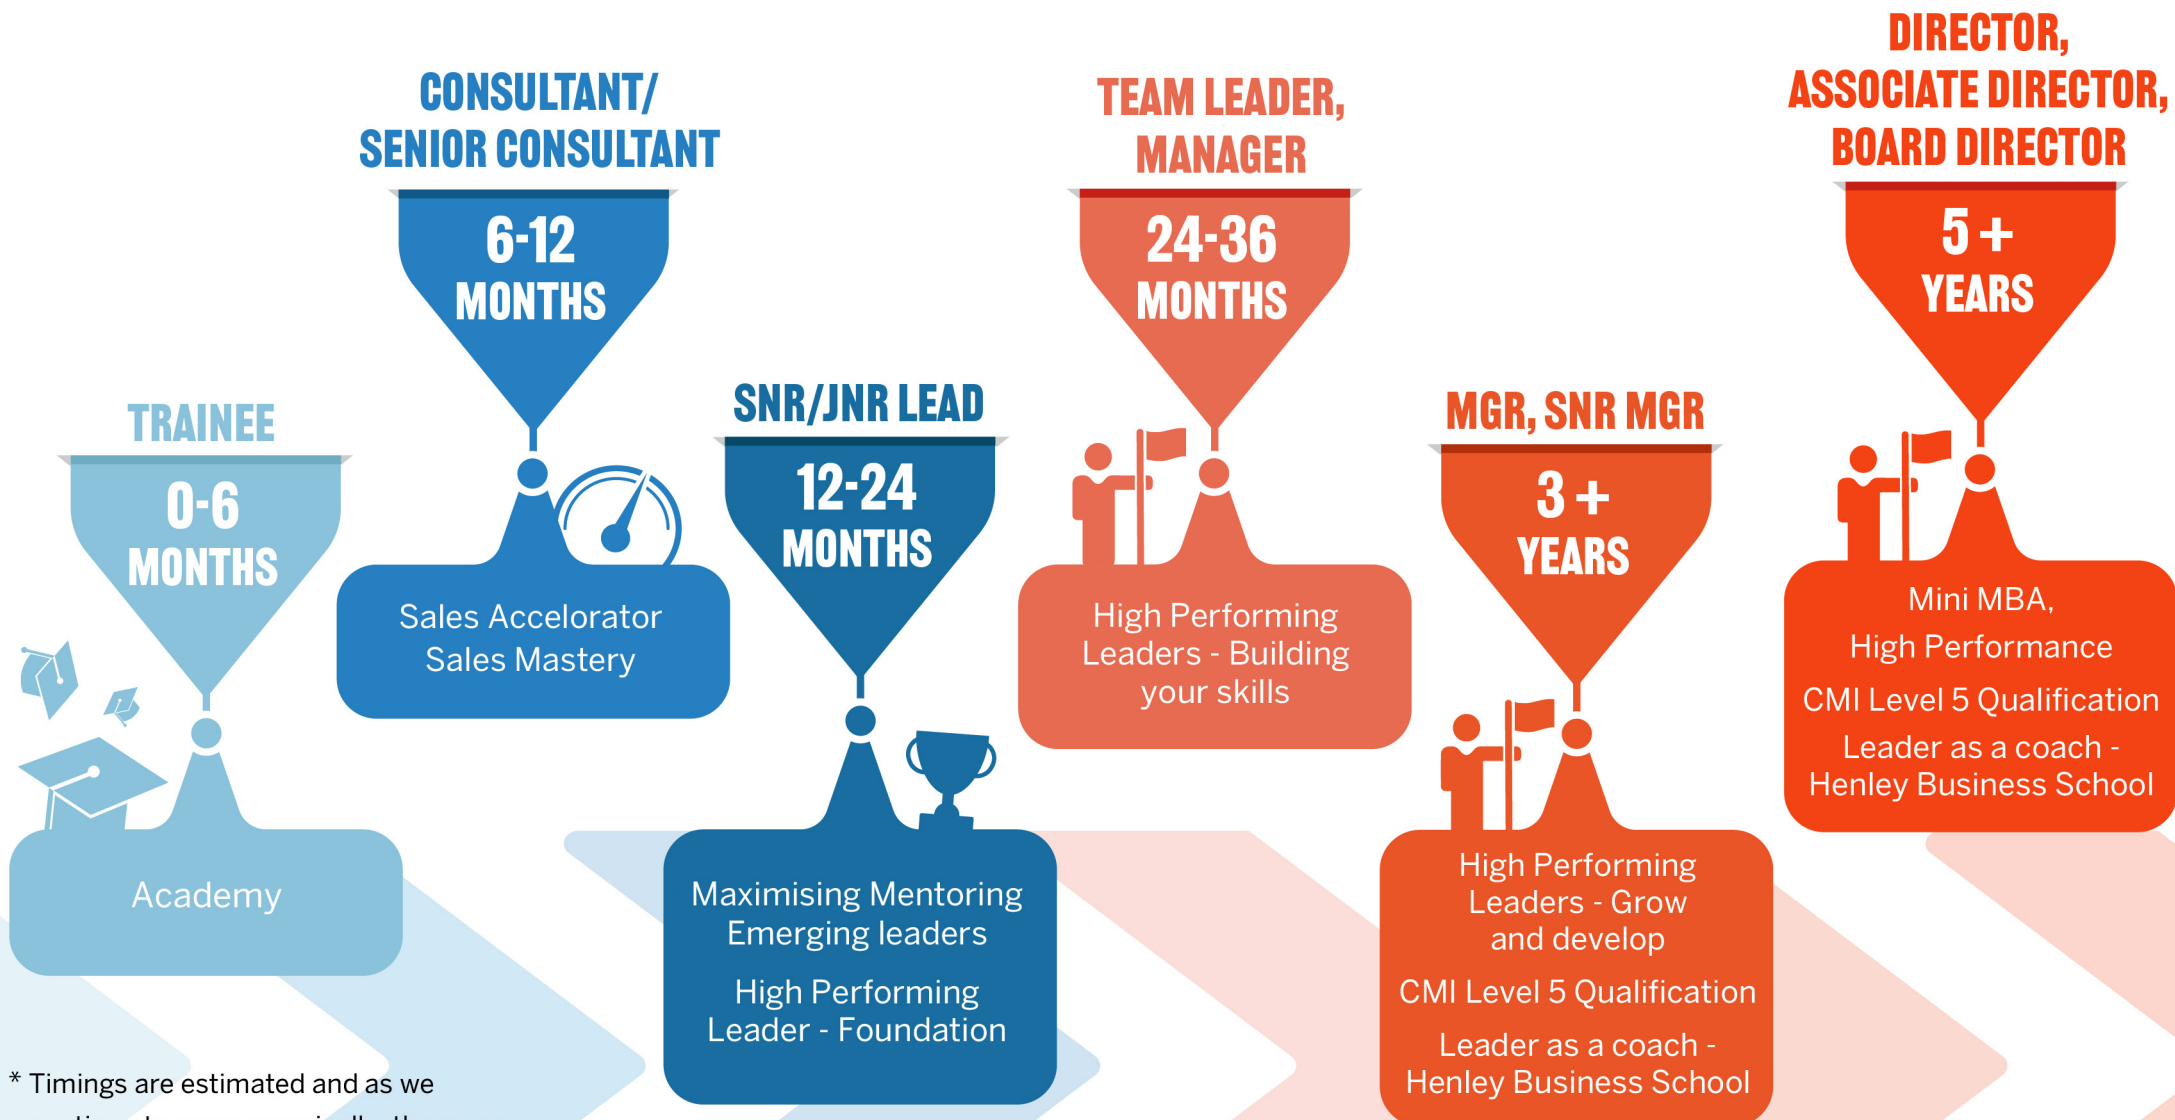 TRAINEE
0-6
MONTHS
Academy
CONSULTANT/
SENIOR CONSULTANT
6-12
MONTHS
Sales Accelorator
Sales Mastery
SNR/JNR LEAD
12-24
MONTHS
Maximising Mentoring
Emerging leaders
High Performing
Leader - Foundation
TEAM LEADER,
MANAGER
24-36
MONTHS
High Performing
Leaders - Building
your skills
MGR, SNR MGR
3 +
YEARS
High Performing
Leaders - Grow
and develop
CMI Level 5 Qualification
Leader as a coach -
Henley Business School
DIRECTOR,
ASSOCIATE DIRECTOR,
BOARD DIRECTOR
5 +
YEARS
Mini MBA,
High Performance
CMI Level 5 Qualification
Leader as a coach -
Henley Business School
* Timings are estimated and as we